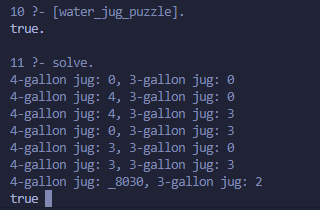 10 ?- [water_jug_puzzle].
true.
11 ?- solve.
4-gallon jug: 0, 3-gallon jug: 0
4-gallon jug: 4, 3-gallon jug: 0
4-gallon jug: 4, 3-gallon jug: 3
4-gallon jug: 0, 3-gallon jug: 3
4-gallon jug: 3, 3-gallon jug: 0
4-gallon jug: 3, 3-gallon jug: 3
4-gallon jug: _8030, 3-gallon jug: 2
true